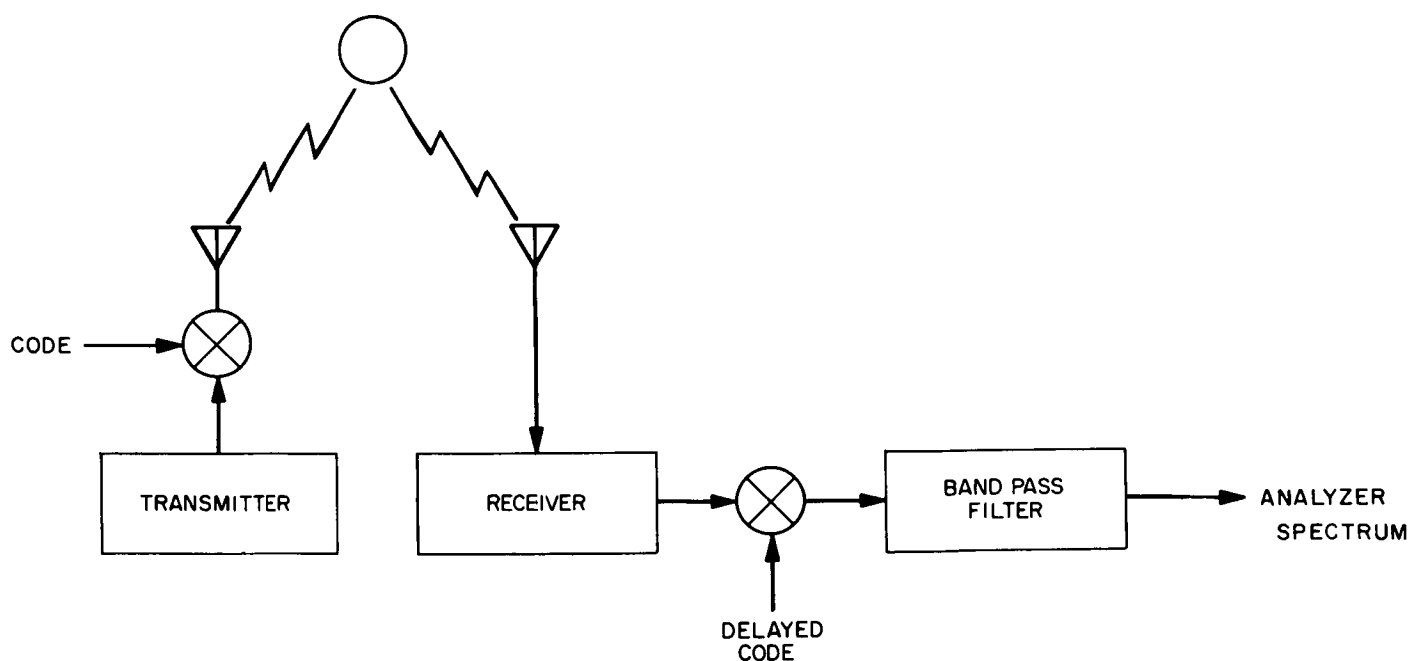 CODE
TRANSMITTER
RECEIVER
BAND PASS
FILTER
ANALYZER
SPECTRUM
DELAYED
CODE